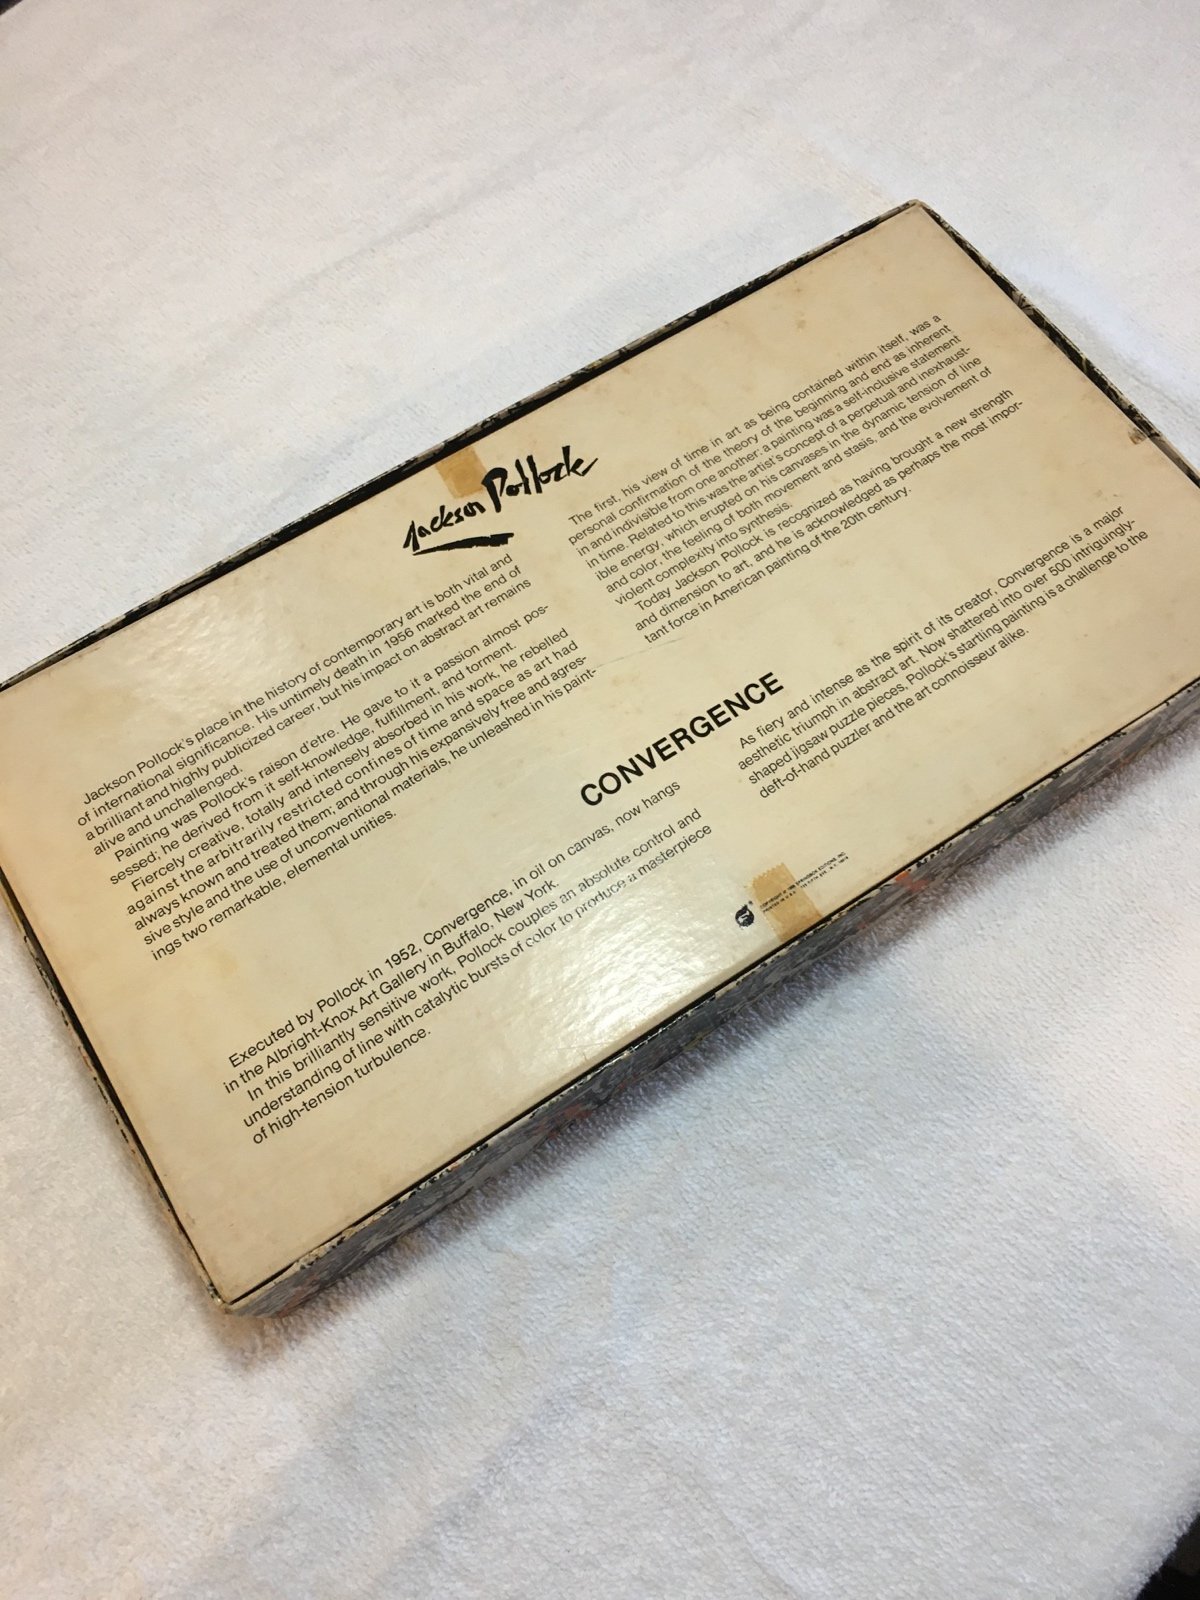 Jackson Pollock
Jackson Pollock's place in the history of contemporary art is both vital and
of international significance. His untimely death in 1956 marked the end of
a brilliant and highly publicized career, but his impact on abstract art remains
alive and unchallenged.
Painting was Pollock's raison d'etre. He gave to it a passion almost pos-
sessed; he derived from it self-knowledge, fulfillment, and torment.
Fiercely creative, totally and intensely absorbed in his work, he rebelled
against the arbitrarily restricted confines of time and space as art had
always known and treated them; and through his expansively free and agres-
sive style and the use of unconventional materials, he unleashed in his paint-
ings two remarkable, elemental unities.
The first, his view of time in art as being contained within itself, was a
personal confirmation of the theory of the beginning and end as inherent
in and indivisible from one another: a painting was a self-inclusive statement
in time. Related to this was the artist's concept of a perpetual and inexhaust-
ible energy, which erupted on his canvases in the dynamic tension of line
and color, the feeling of both movement and stasis, and the evolvement of
violent complexity into synthesis.
Today Jackson Pollock is recognized as having brought a new strength
and dimension to art, and he is acknowledged as perhaps the most impor-
tant force in American painting of the 20th century.
CONVERGENCE
Executed by Pollock in 1952, Convergence, in oil on canvas, now hangs
in the Albright-Knox Art Gallery in Buffalo, New York.
In this brilliantly sensitive work, Pollock couples an absolute control and
understanding of line with catalytic bursts of color to produce a masterpiece
of high-tension turbulence.
As fiery and intense as the spirit of its creator, Convergence is a major
aesthetic triumph in abstract art. Now shattered into over 500 intriguingly-
shaped jigsaw puzzle pieces, Pollock's startling painting is a challenge to the
deft-of-hand puzzler and the art connoisseur alike.
COPYRIGHT © SPRINGBOK EDITIONS, INC.
PRINTED IN U.S.A.